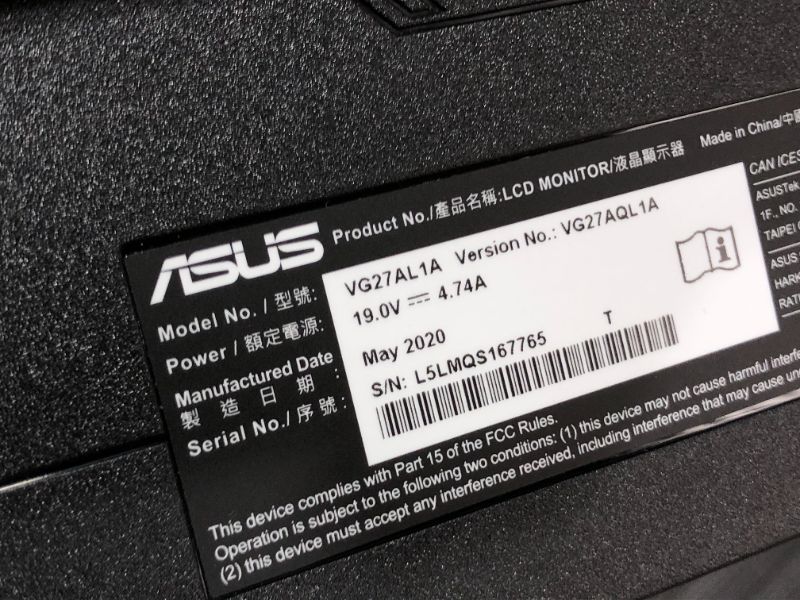 ASUS
Product No./產品名稱:LCD MONITOR/液晶顯示器 Made in China/中國
Model No. / 型號: VG27AL1A Version No.: VG27AQL1A
Power / 額定電源: 19.0V 4.74A
Manufactured Date
製造日期: May 2020
Serial No./ 序號: S/N: L5LMQS167765 T
This device complies with Part 15 of the FCC Rules.
Operation is subject to the following two conditions: (1) this device may not cause harmful
(2) this device must accept any interference received, including interference that may cause
CAN ICES
ASUSTek
1F., NO.
TAIPEI
ASUS